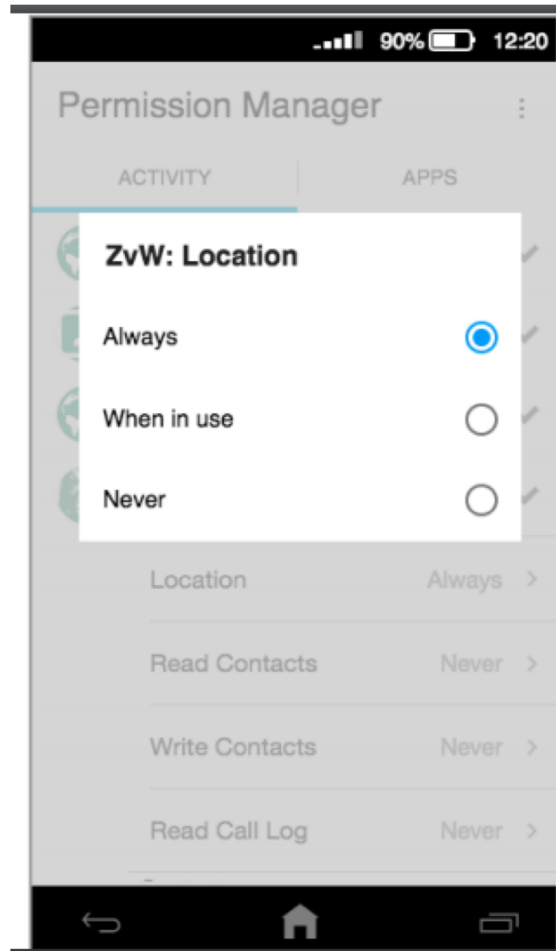 90% 12:20
Permission Manager
ACTIVITY APPS
ZvW: Location
Always
When in use
Never
Location Always
Read Contacts Never
Write Contacts Never
Read Call Log Never